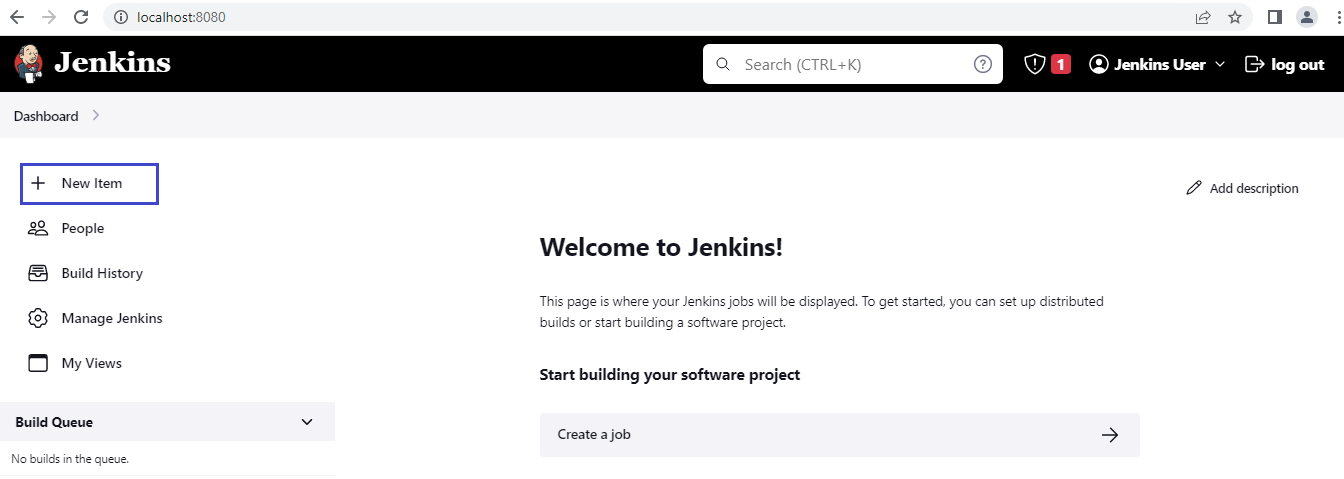 localhost:8080
Jenkins
Search (CTRL+K)
?
1
Jenkins User
log out
Dashboard
New Item
People
Build History
Manage Jenkins
My Views
Build Queue
No builds in the queue.
Add description
Welcome to Jenkins!
This page is where your Jenkins jobs will be displayed. To get started, you can set up distributed
builds or start building a software project.
Start building your software project
Create a job